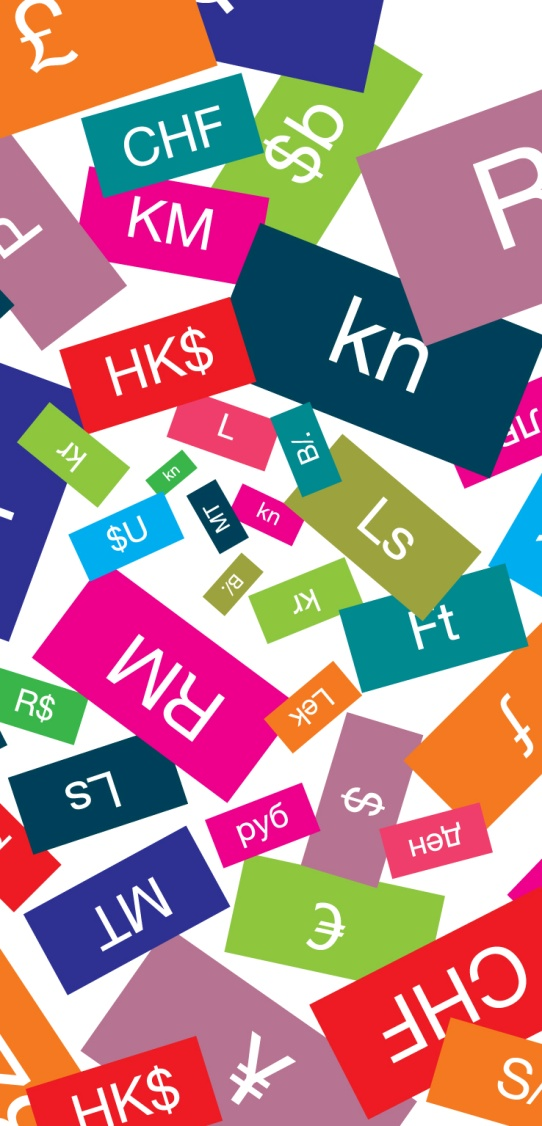 £
CHF
$b
KM
R
kn
HK$
L
B/.
kr
kn
$U
MT
kn
Ls
B/.
kr
Ft
RM
Lek
R$
ƒ
Ls
$
руб
ден
MT
€
CHF
¥
HK$
S/